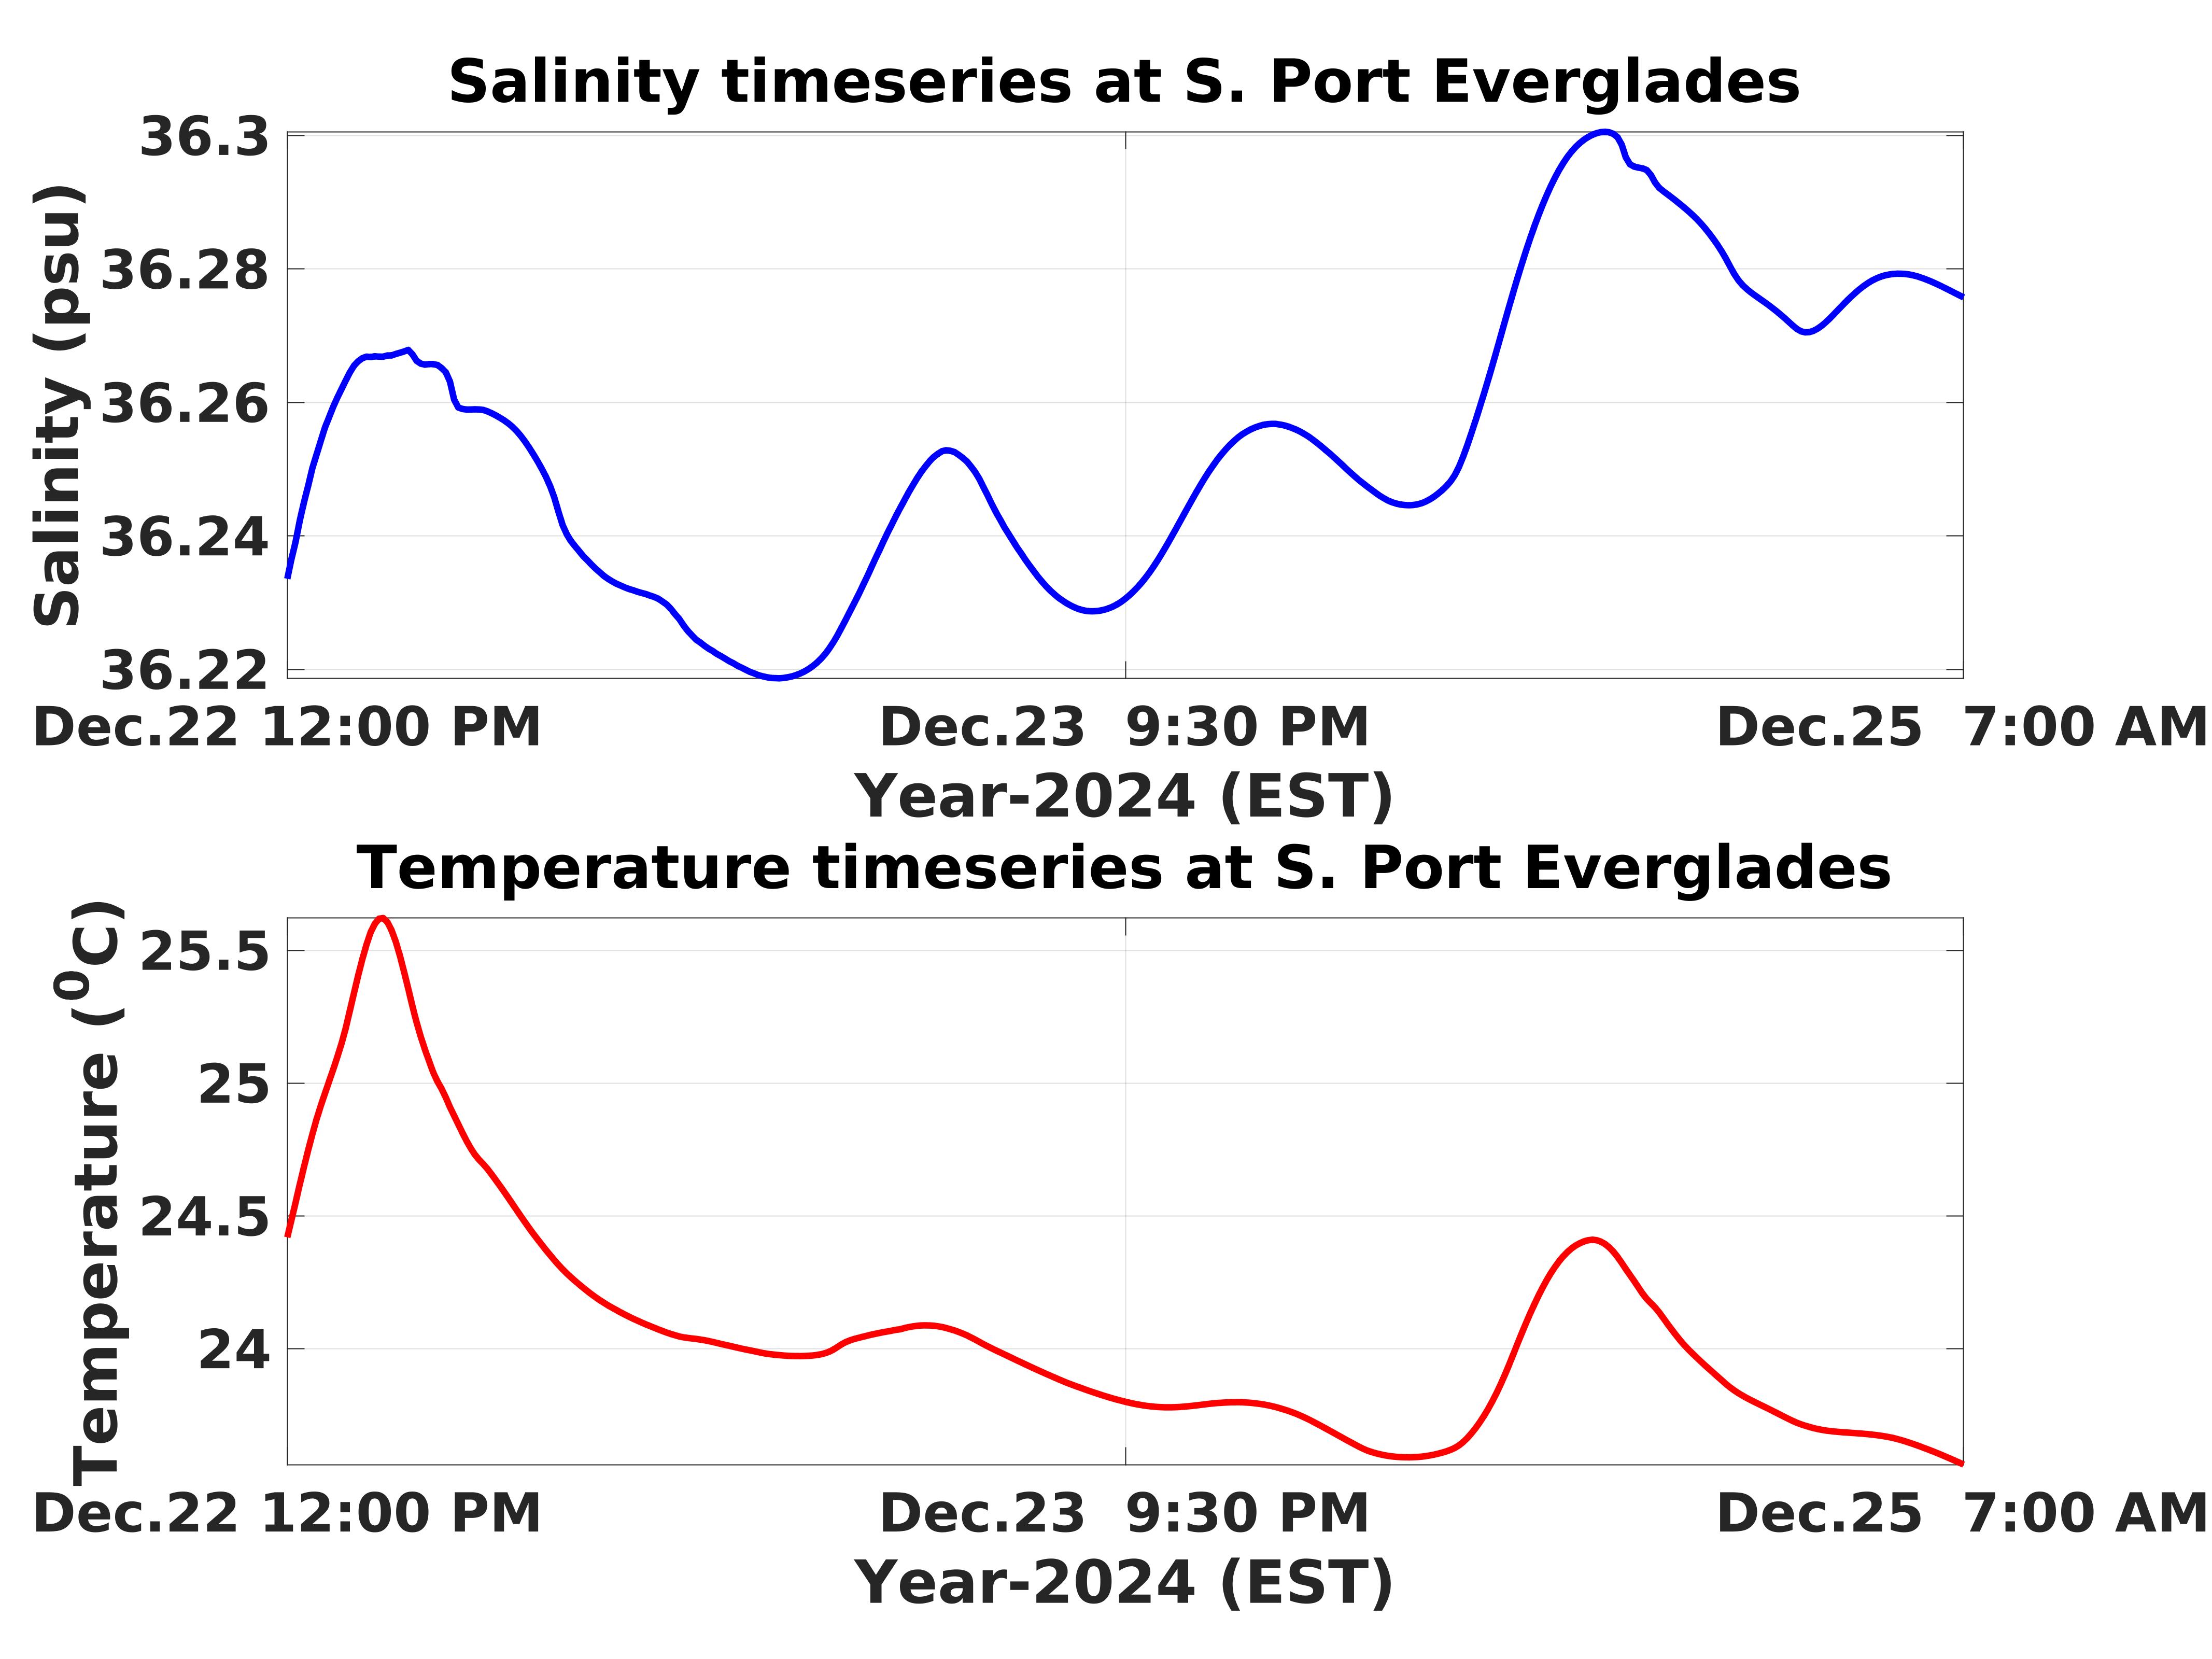 Salinity timeseries at S. Port Everglades
Salinity (psu)
36.3
36.28
36.26
36.24
36.22
Dec.22 12:00 PM Dec.23  9:30 PM Dec.25  7:00 AM
Year-2024 (EST)
Temperature timeseries at S. Port Everglades
Temperature (⁰C)
25.5
25
24.5
24
Dec.22 12:00 PM Dec.23  9:30 PM Dec.25  7:00 AM
Year-2024 (EST)